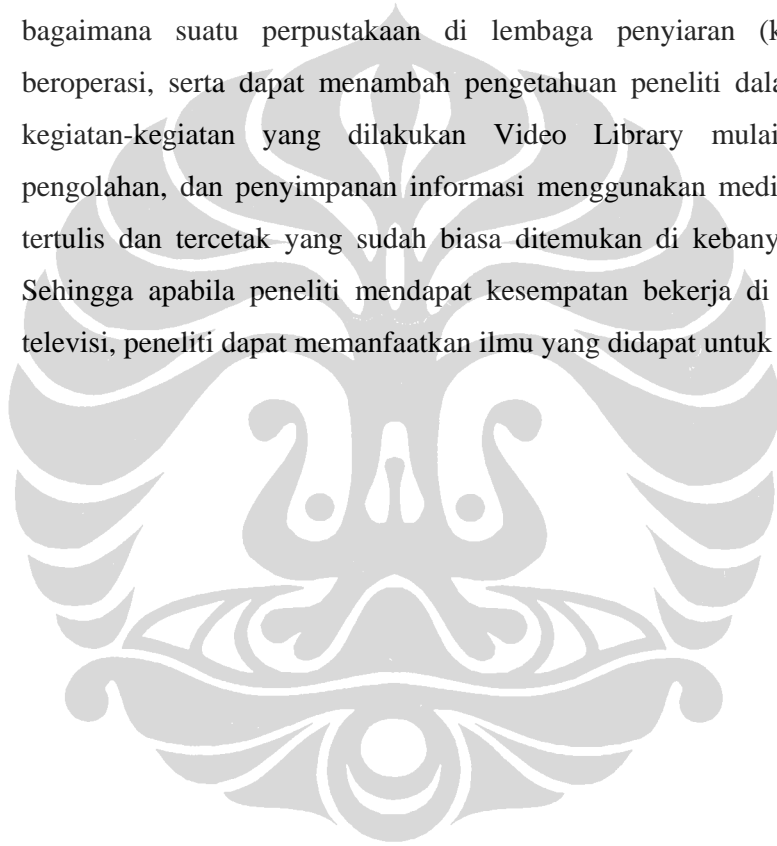 bagaimana suatu perpustakaan di lembaga penyiaran (k
beroperasi, serta dapat menambah pengetahuan peneliti dala
kegiatan-kegiatan yang dilakukan Video Library mulai
pengolahan, dan penyimpanan informasi menggunakan medi
tertulis dan tercetak yang sudah biasa ditemukan di kebany
Sehingga apabila peneliti mendapat kesempatan bekerja di
televisi, peneliti dapat memanfaatkan ilmu yang didapat untuk